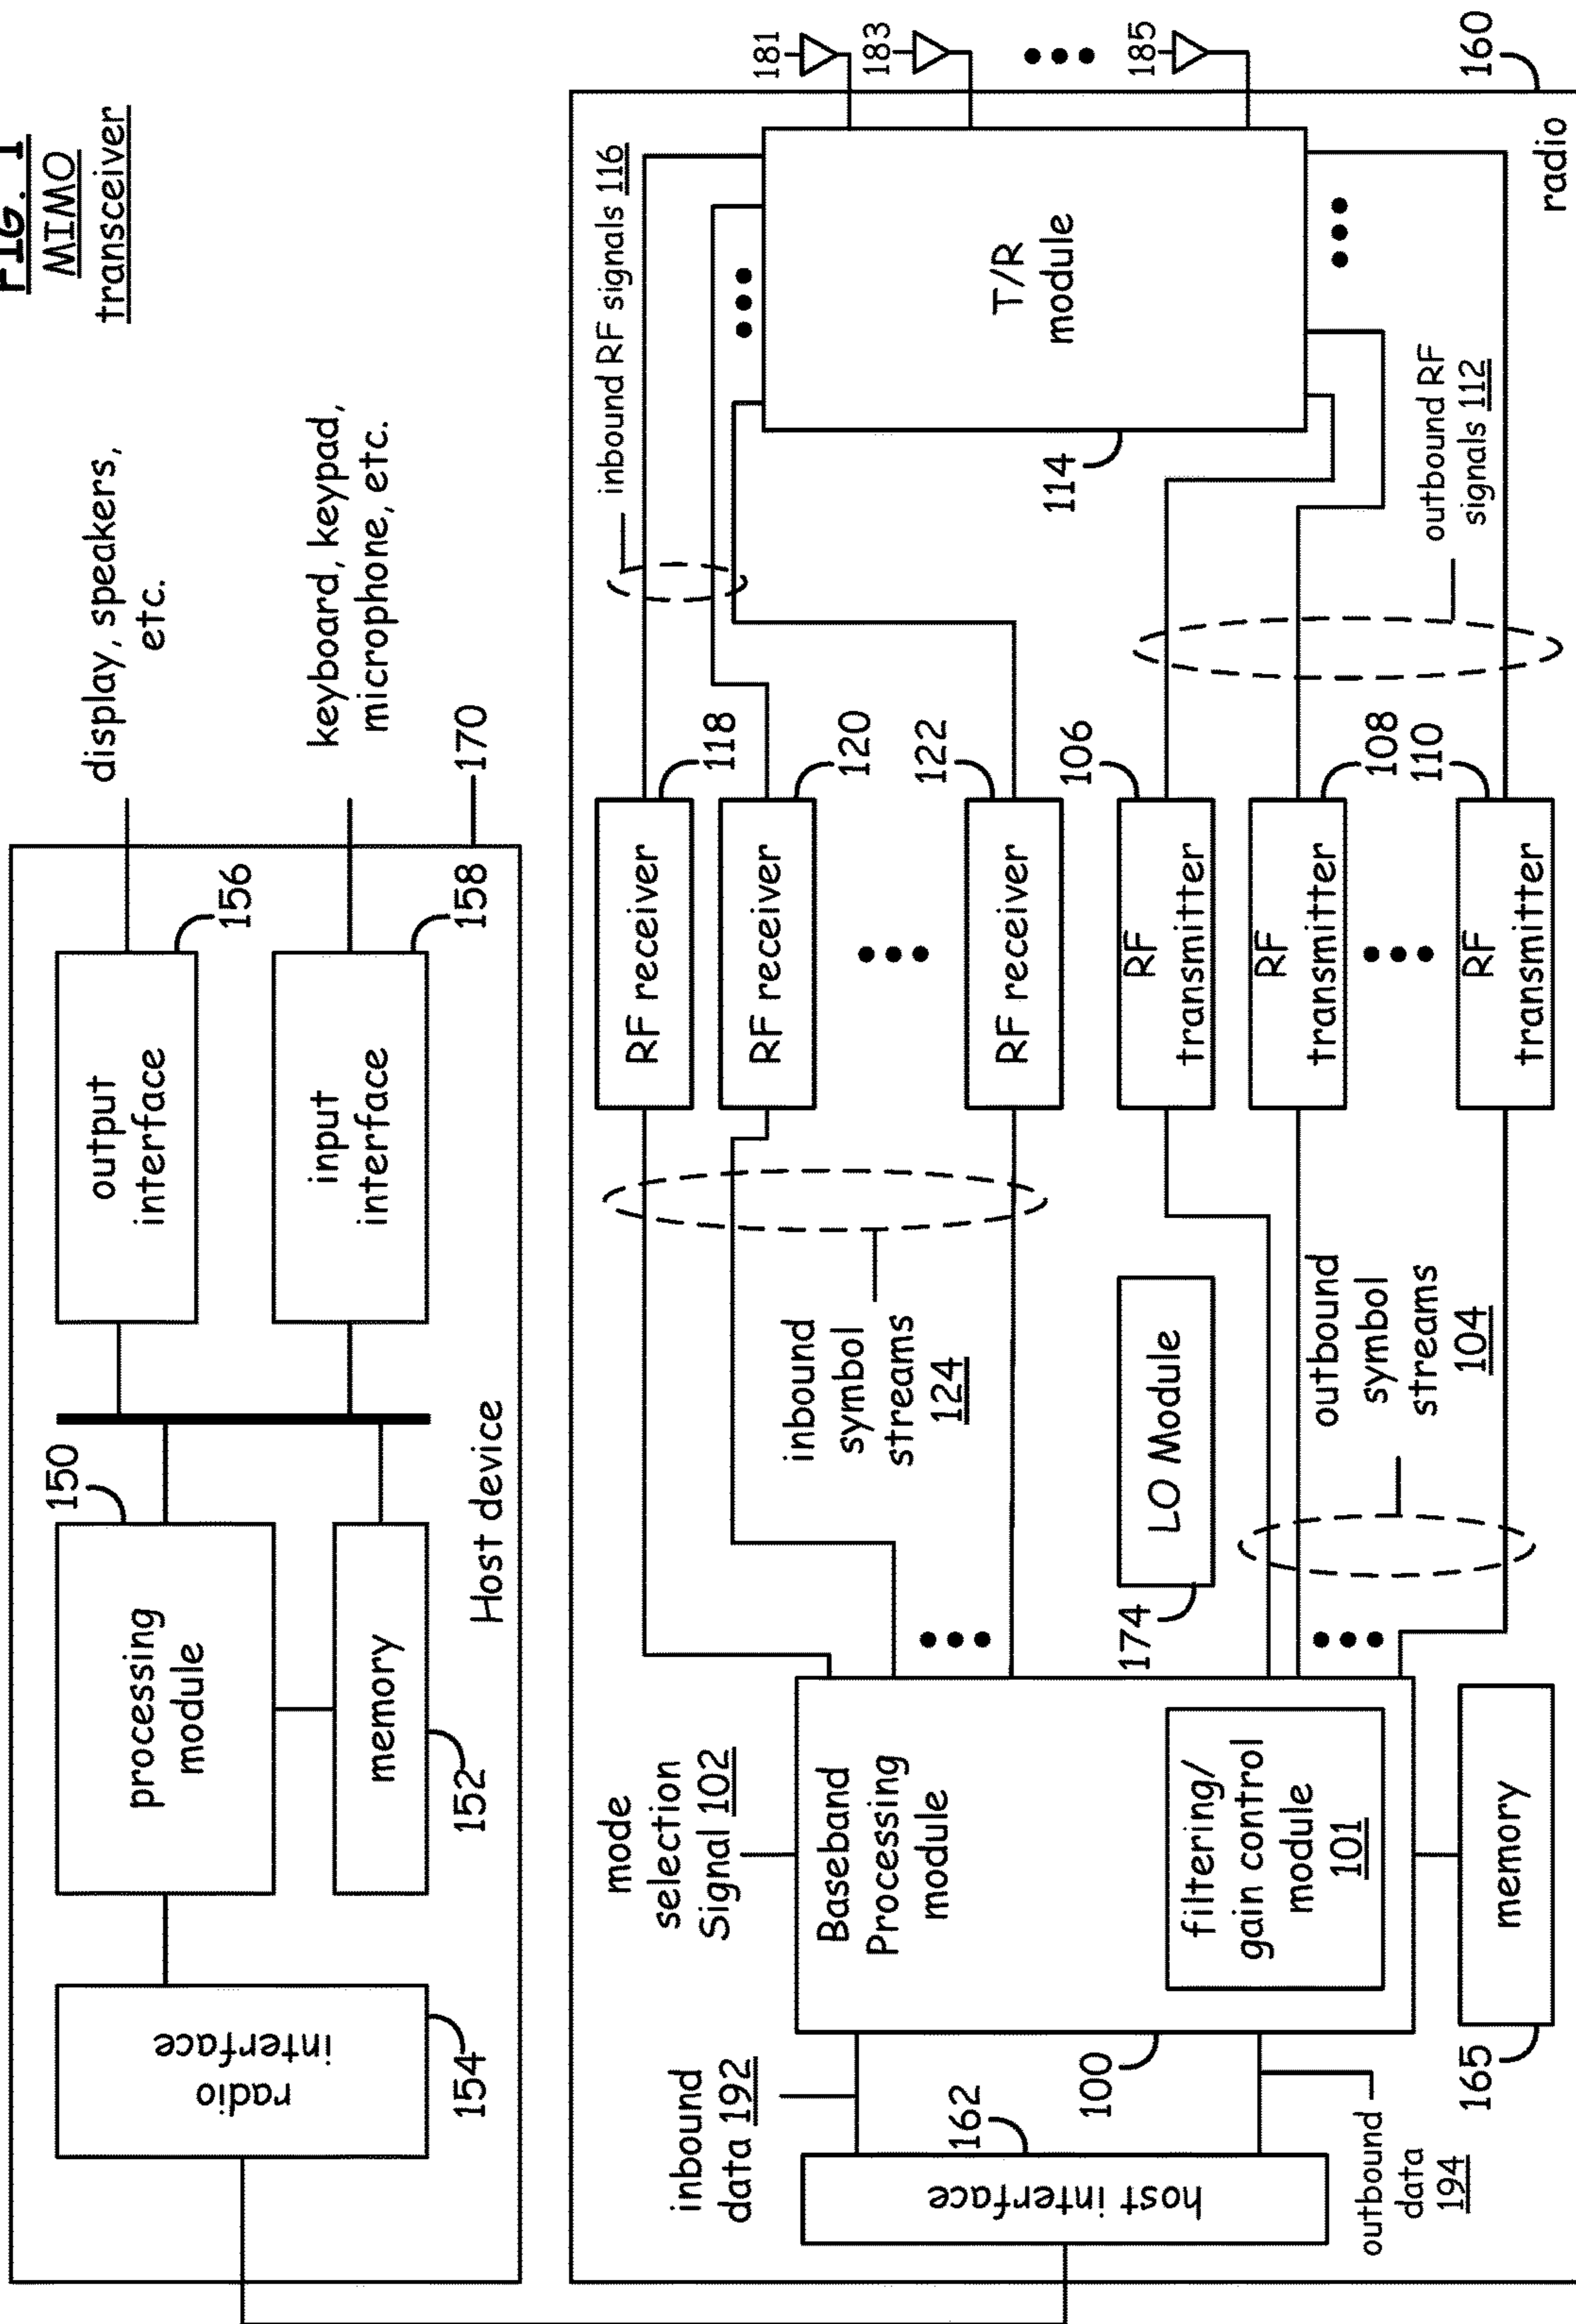 FIG. 1
MIMO
transceiver
display, speakers,
etc.
keyboard, keypad,
microphone, etc.
170
output
interface
156
input
interface
158
150
processing
module
memory
152
radio
interface
154
Host device
inbound RF signals 116
181
183
185
160
radio
T/R
module
114
outbound RF
signals 112
RF receiver
118
RF receiver
120
RF receiver
122
RF
transmitter
106
RF
transmitter
108
RF
transmitter
110
inbound
symbol
streams
124
LO Module
174
outbound
symbol
streams
104
mode
selection
Signal 102
Baseband
Processing
module
filtering/
gain control
module
101
100
memory
165
inbound
data 192
162
host interface
outbound
data
194